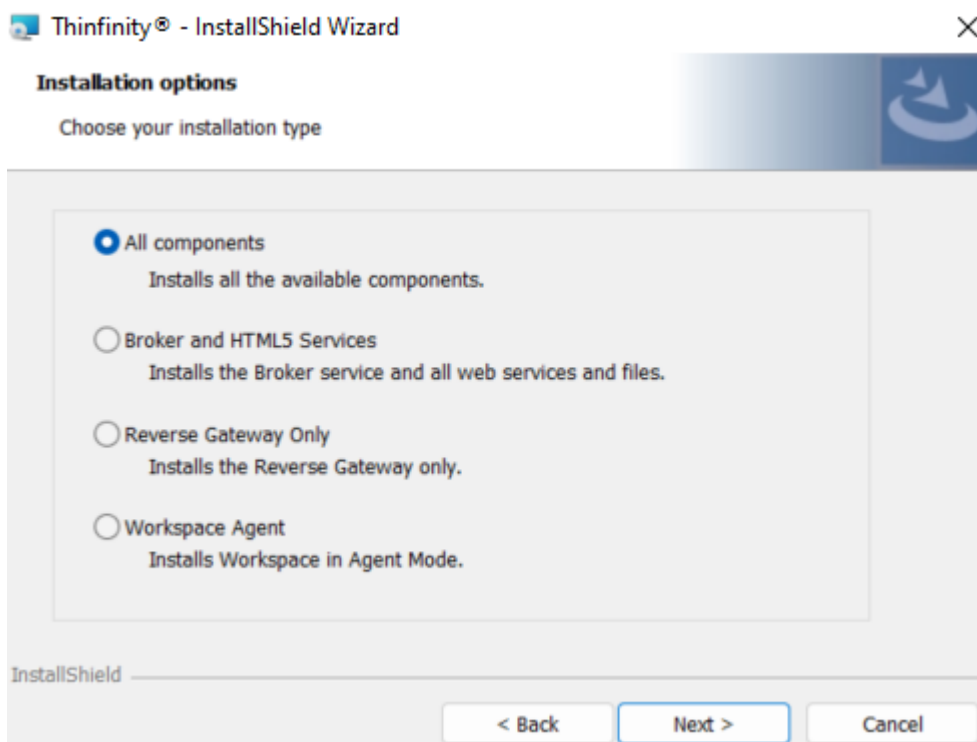 Thinfinity® - InstallShield Wizard
Installation options
Choose your installation type
All components
Installs all the available components.
Broker and HTML5 Services
Installs the Broker service and all web services and files.
Reverse Gateway Only
Installs the Reverse Gateway only.
Workspace Agent
Installs Workspace in Agent Mode.
InstallShield
< Back Next > Cancel